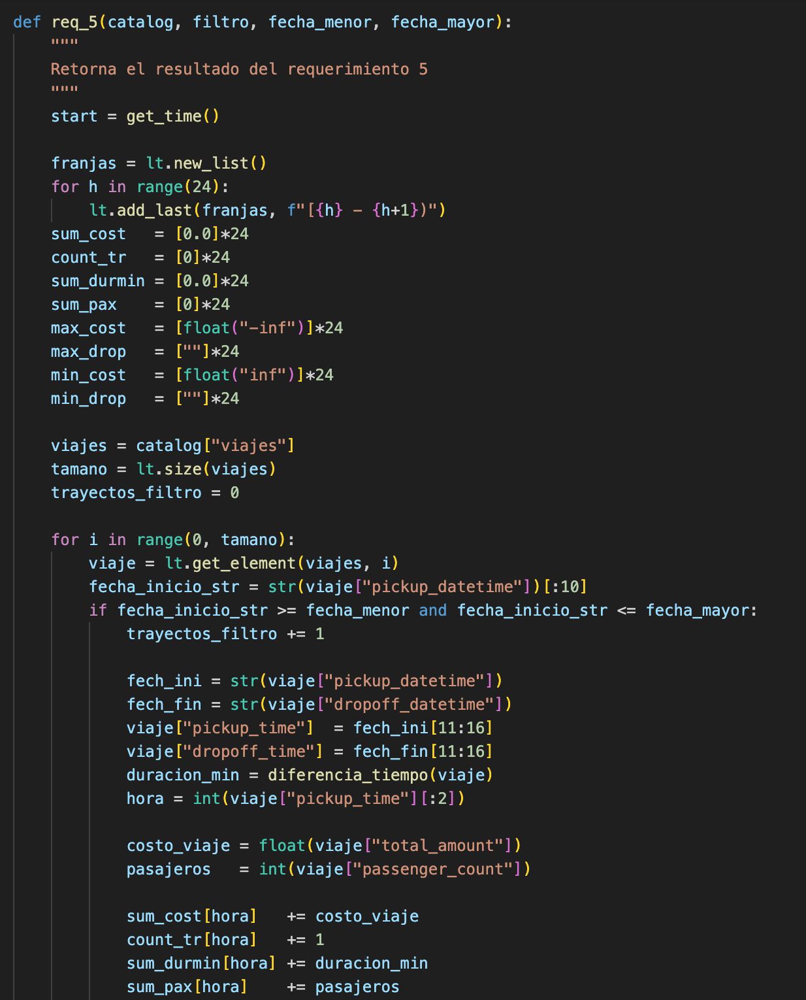 def req_5(catalog, filtro, fecha_menor, fecha_mayor):
    """
    Retorna el resultado del requerimiento 5
    """
    start = get_time()

    franjas = lt.new_list()
    for h in range(24):
        lt.add_last(franjas, f"[{h} - {h+1})")
    sum_cost   = [0.0]*24
    count_tr   = [0]*24
    sum_durmin = [0.0]*24
    sum_pax    = [0]*24
    max_cost   = [float("-inf")]*24
    max_drop   = [""]*24
    min_cost   = [float("inf")]*24
    min_drop   = [""]*24

    viajes = catalog["viajes"]
    tamano = lt.size(viajes)
    trayectos_filtro = 0

    for i in range(0, tamano):
        viaje = lt.get_element(viajes, i)
        fecha_inicio_str = str(viaje["pickup_datetime"])[:10]
        if fecha_inicio_str >= fecha_menor and fecha_inicio_str <= fecha_mayor:
            trayectos_filtro += 1

            fech_ini = str(viaje["pickup_datetime"])
            fech_fin = str(viaje["dropoff_datetime"])
            viaje["pickup_time"]  = fech_ini[11:16]
            viaje["dropoff_time"] = fech_fin[11:16]
            duracion_min = diferencia_tiempo(viaje)
            hora = int(viaje["pickup_time"][:2])

            costo_viaje = float(viaje["total_amount"])
            pasajeros   = int(viaje["passenger_count"])

            sum_cost[hora]   += costo_viaje
            count_tr[hora]   += 1
            sum_durmin[hora] += duracion_min
            sum_pax[hora]    += pasajeros